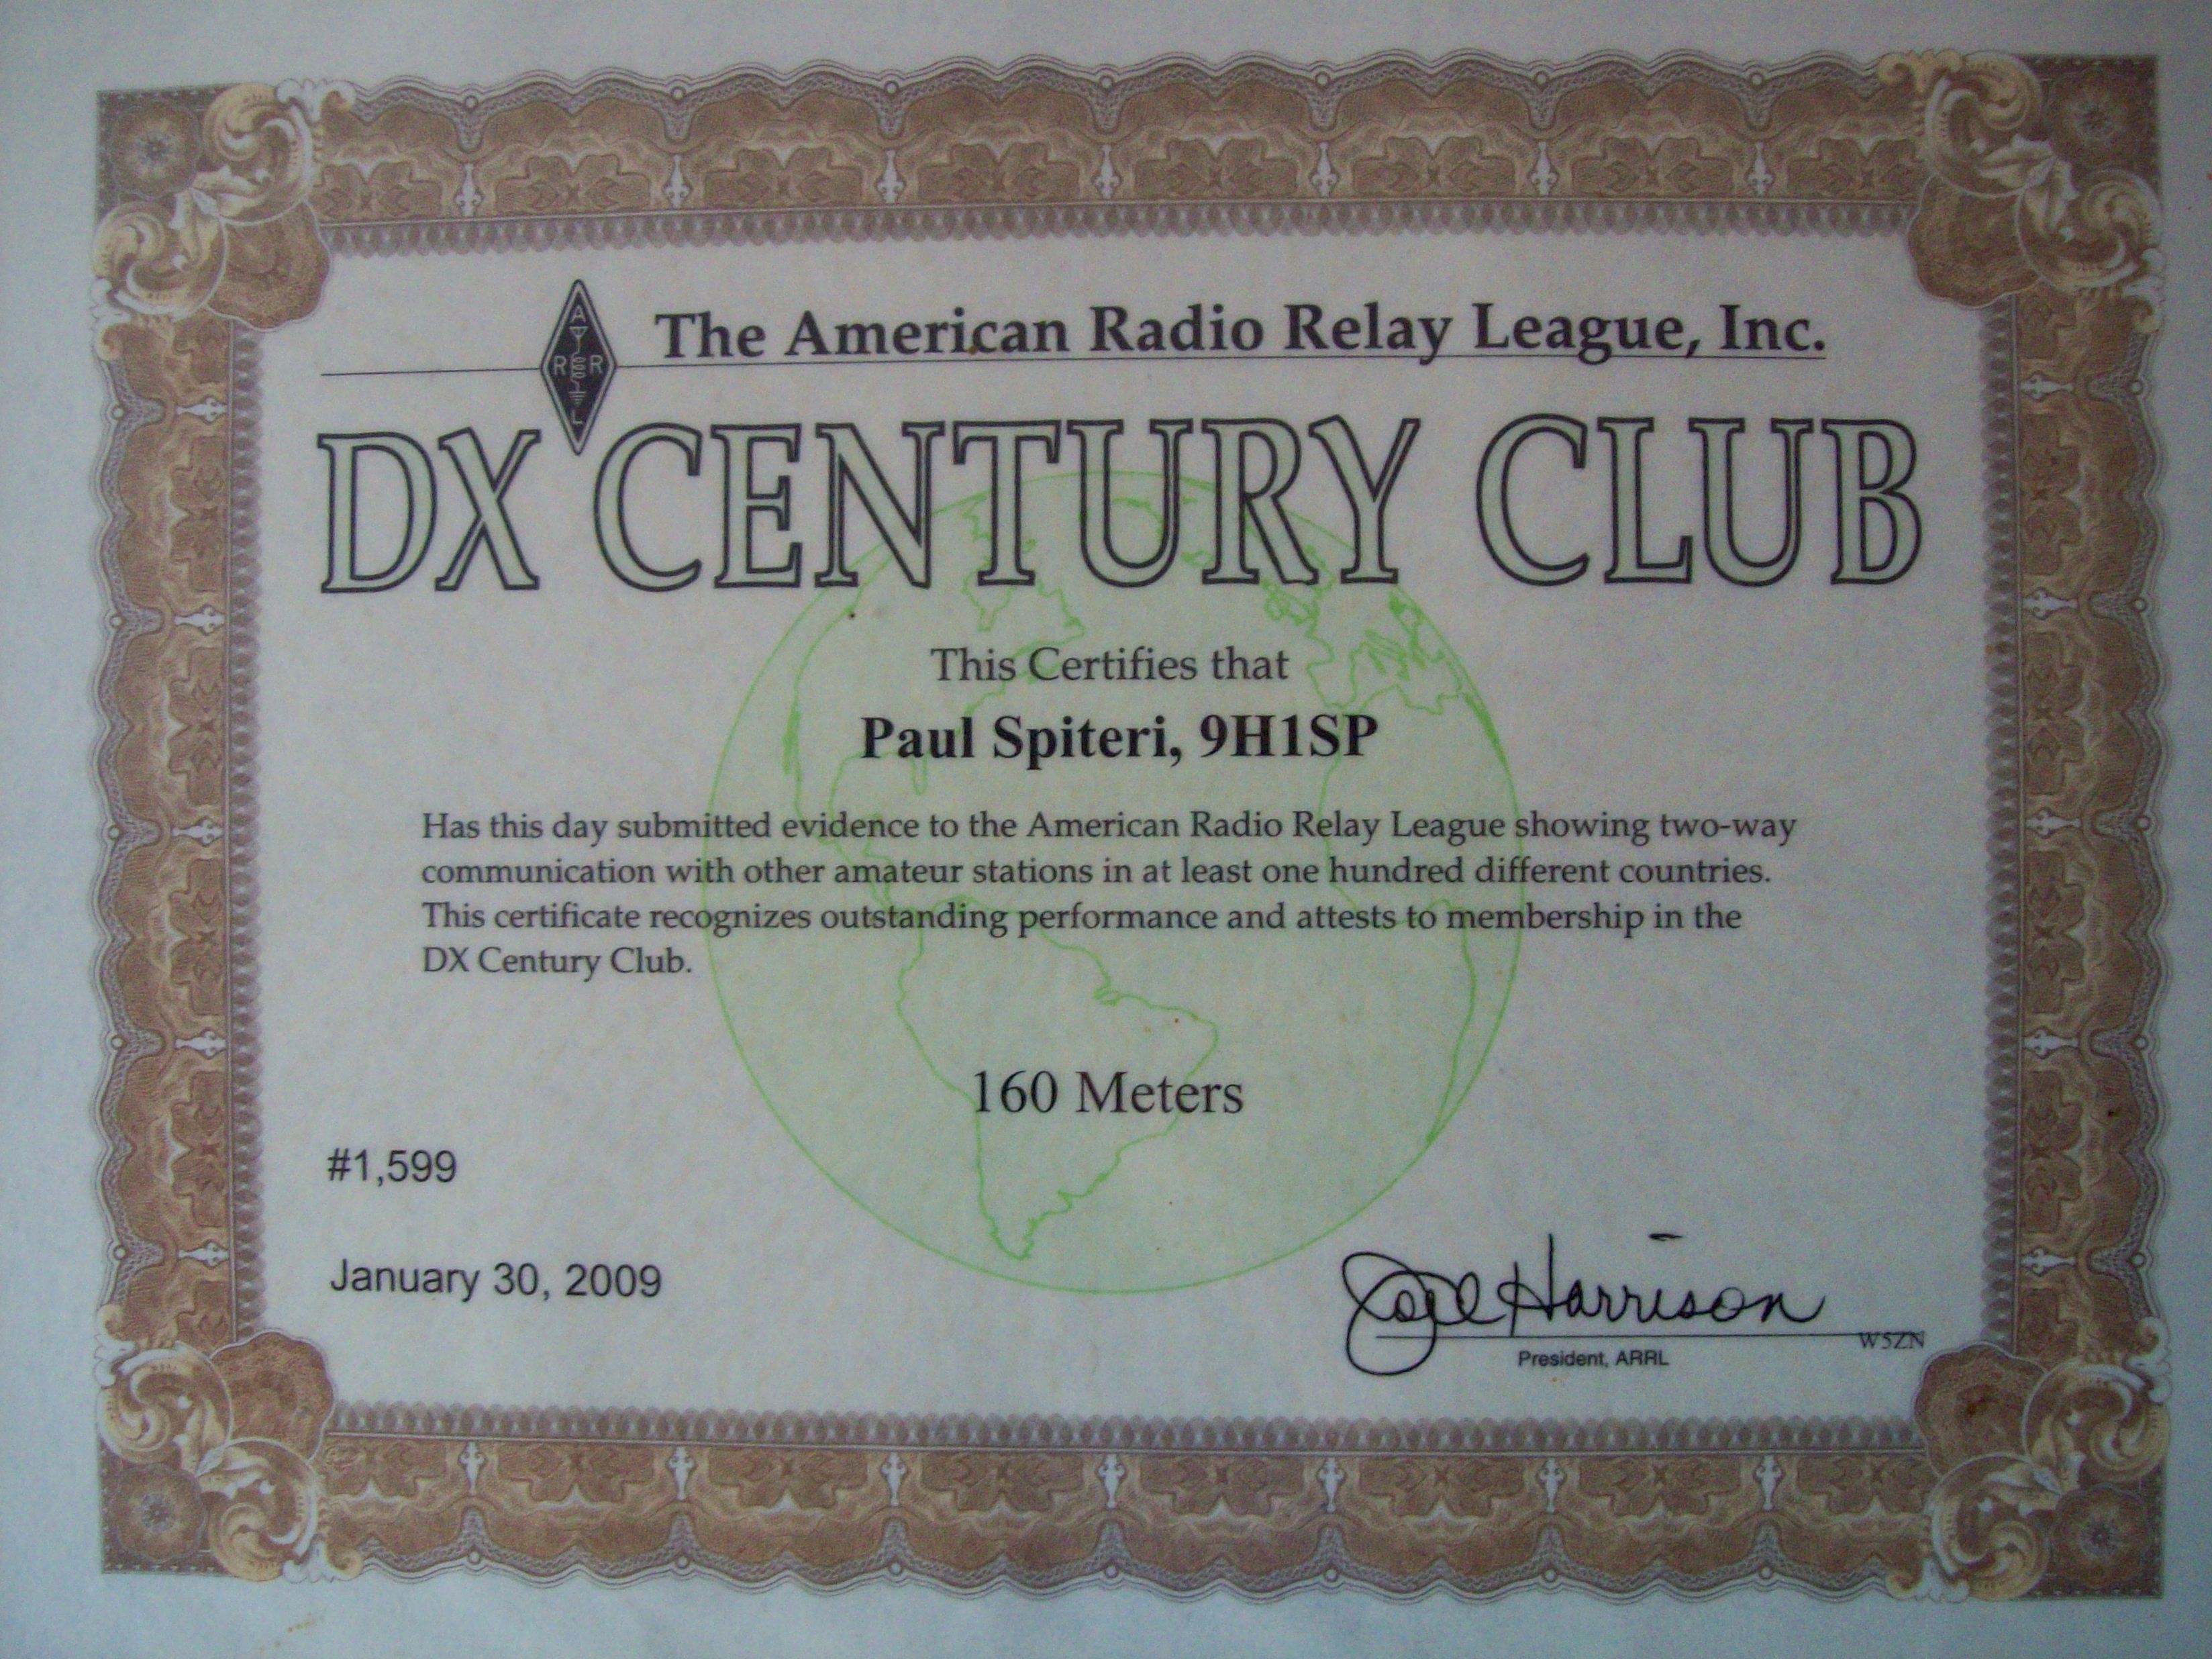 A
R R
L
The American Radio Relay League, Inc.
DX CENTURY CLUB
This Certifies that
Paul Spiteri, 9H1SP
Has this day submitted evidence to the American Radio Relay League showing two-way
communication with other amateur stations in at least one hundred different countries.
This certificate recognizes outstanding performance and attests to membership in the
DX Century Club.
160 Meters
#1,599
January 30, 2009
Joel Harrison
W5ZN
President, ARRL